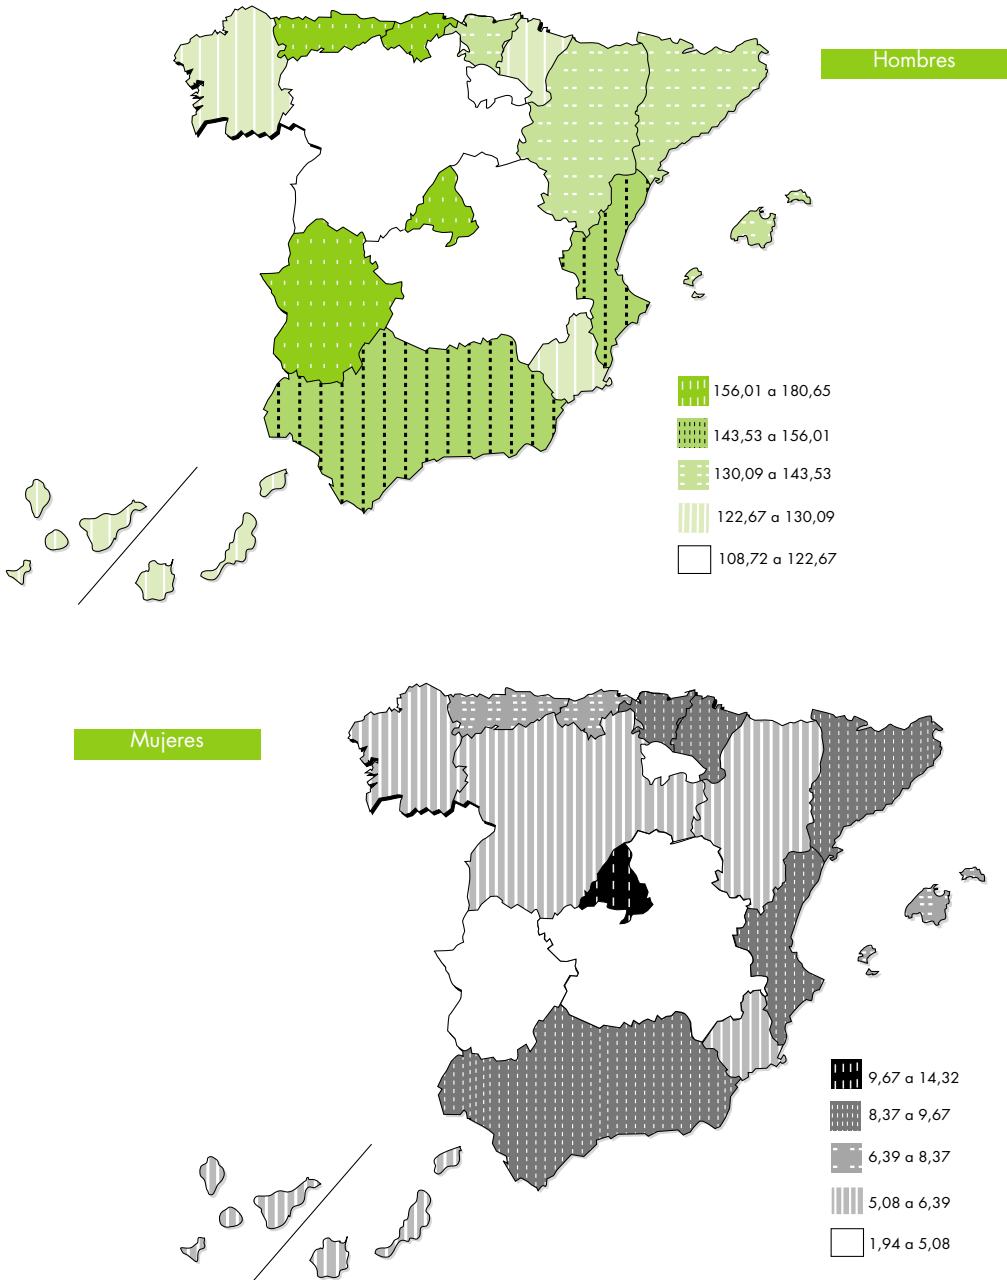 Hombres
156,01 a 180,65
143,53 a 156,01
130,09 a 143,53
122,67 a 130,09
108,72 a 122,67
Mujeres
9,67 a 14,32
8,37 a 9,67
6,39 a 8,37
5,08 a 6,39
1,94 a 5,08